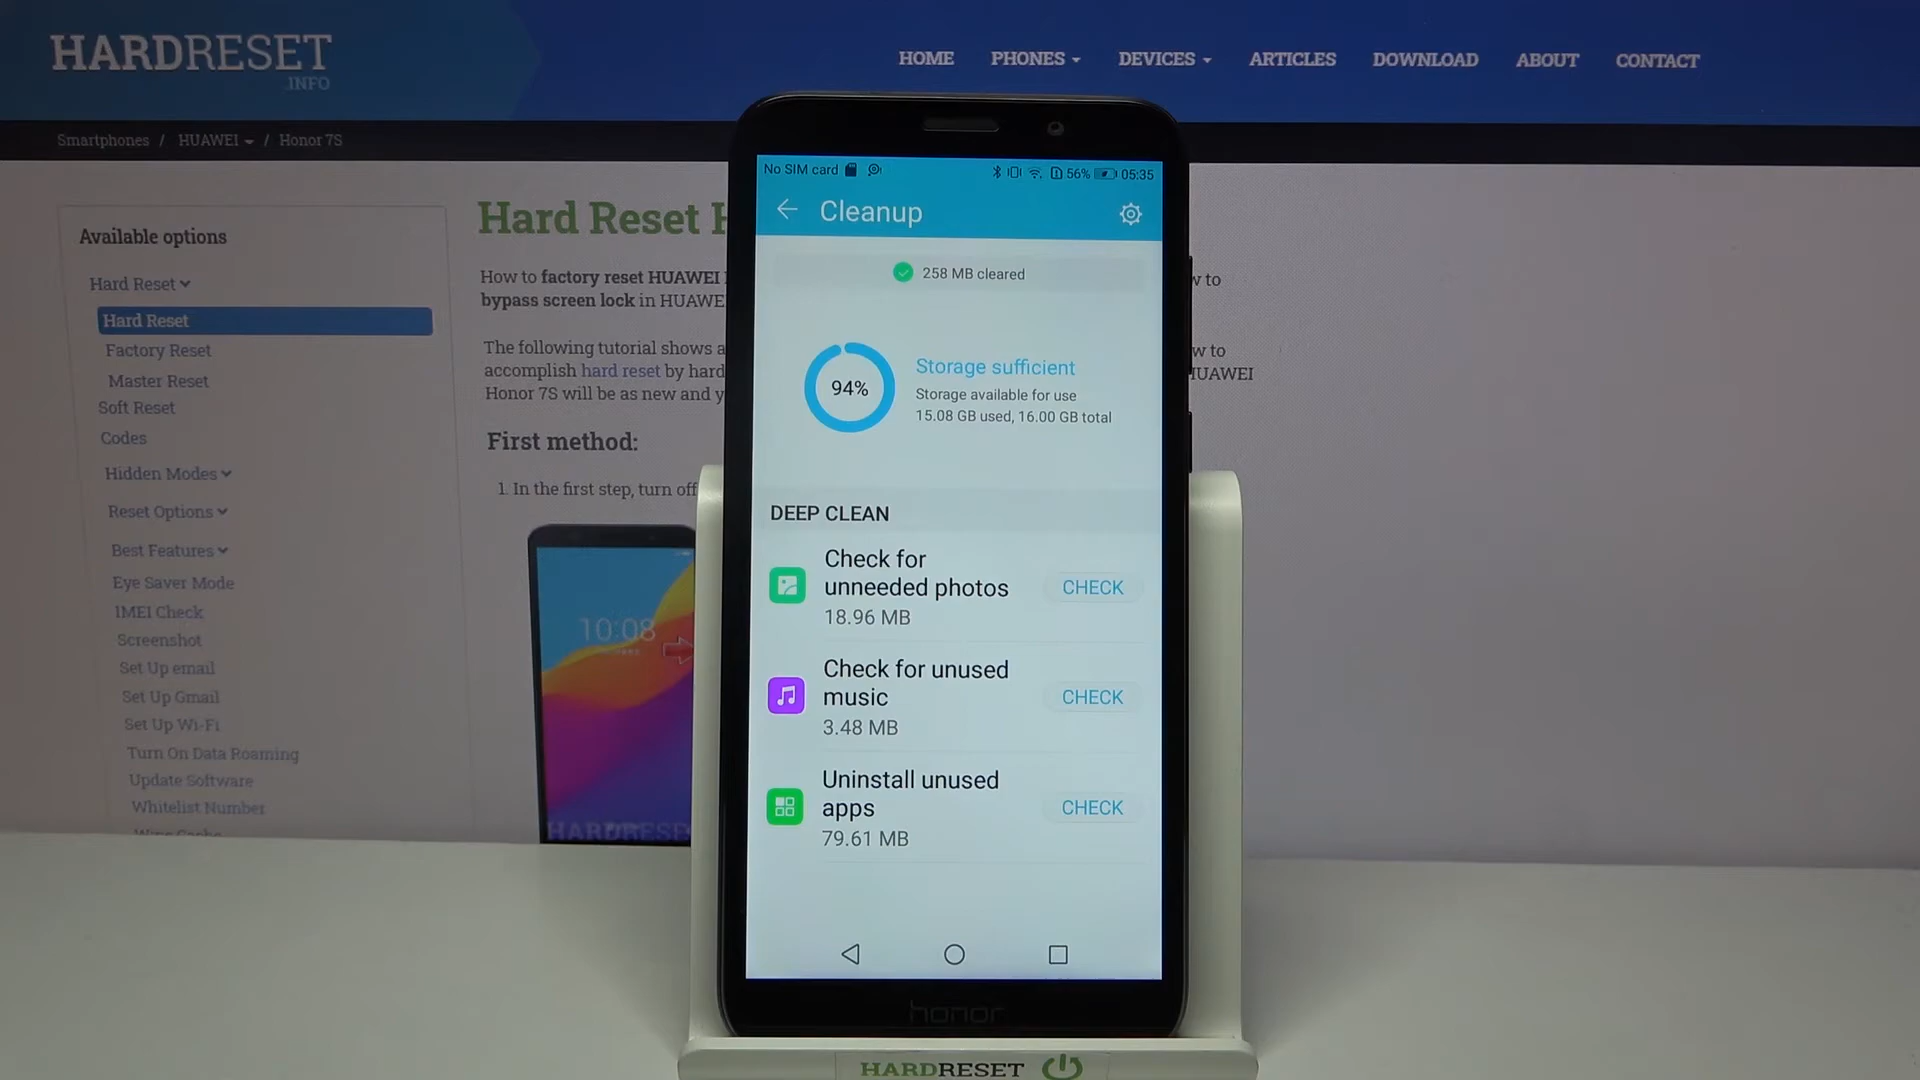 HARDRESET
.INFO
HOME PHONES DEVICES ARTICLES DOWNLOAD ABOUT CONTACT
Smartphones / HUAWEI / Honor 7S
Available options
Hard Reset
Hard Reset
Factory Reset
Master Reset
Soft Reset
Codes
Hidden Modes
Reset Options
Best Features
Eye Saver Mode
IMEI Check
Screenshot
Set Up email
Set Up Gmail
Set Up Wi-Fi
Turn On Data Roaming
Update Software
Whitelist Number
Wipe Cache
Hard Reset
How to factory reset HUAWEI
bypass screen lock in HUAWE
The following tutorial shows a
accomplish hard reset by hard
Honor 7S will be as new and y
First method:
1. In the first step, turn off
10:08
HARDRESE
w to
w to
HUAWEI
No SIM card 56% 05:35
Cleanup
258 MB cleared
94%
Storage sufficient
Storage available for use
15.08 GB used, 16.00 GB total
DEEP CLEAN
Check for
unneeded photos
18.96 MB
CHECK
Check for unused
music
3.48 MB
CHECK
Uninstall unused
apps
79.61 MB
CHECK
honor
HARDRESET